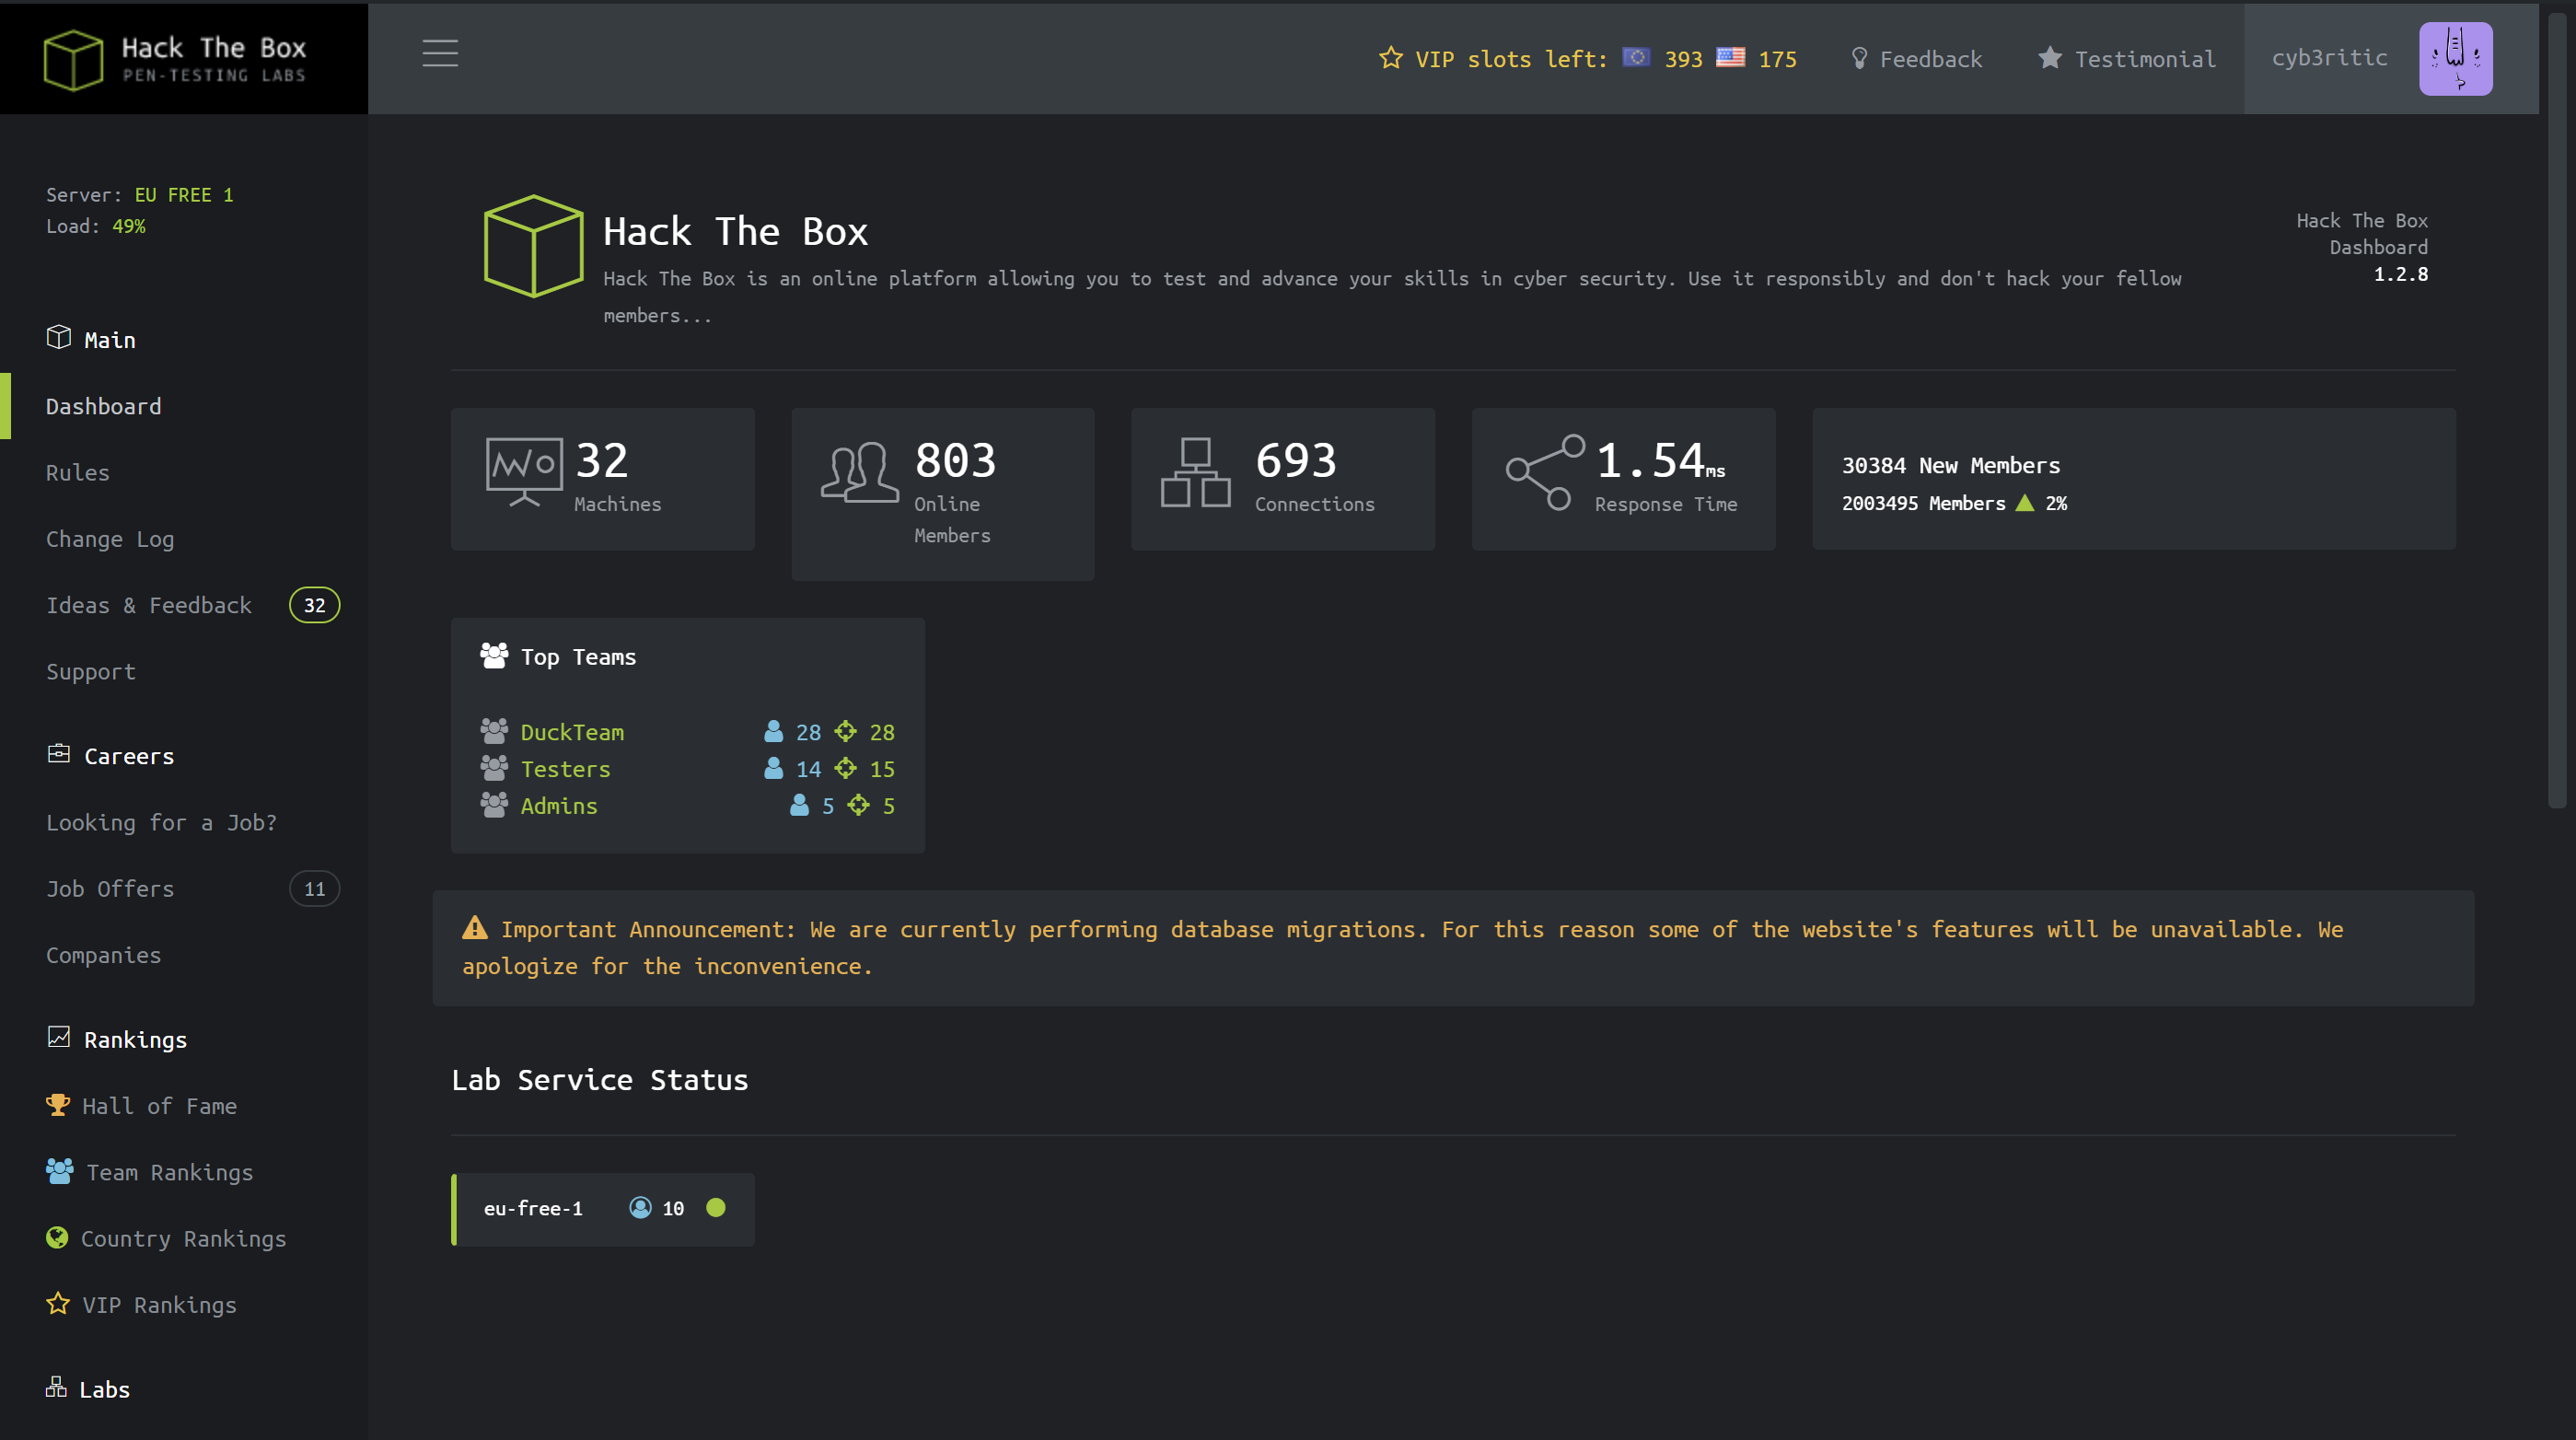 Hack The Box
PEN-TESTING LABS
VIP slots left: 393 175
Feedback
Testimonial
cyb3ritic
Server: EU FREE 1
Load: 49%
Main
Dashboard
Rules
Change Log
Ideas & Feedback 32
Support
Careers
Looking for a Job?
Job Offers 11
Companies
Rankings
Hall of Fame
Team Rankings
Country Rankings
VIP Rankings
Labs
Hack The Box
Hack The Box is an online platform allowing you to test and advance your skills in cyber security. Use it responsibly and don't hack your fellow
members...
Hack The Box
Dashboard
1.2.8
32
Machines
803
Online
Members
693
Connections
1.54ms
Response Time
30384 New Members
2003495 Members 2%
Top Teams
DuckTeam 28 28
Testers 14 15
Admins 5 5
Important Announcement: We are currently performing database migrations. For this reason some of the website's features will be unavailable. We
apologize for the inconvenience.
Lab Service Status
eu-free-1 10